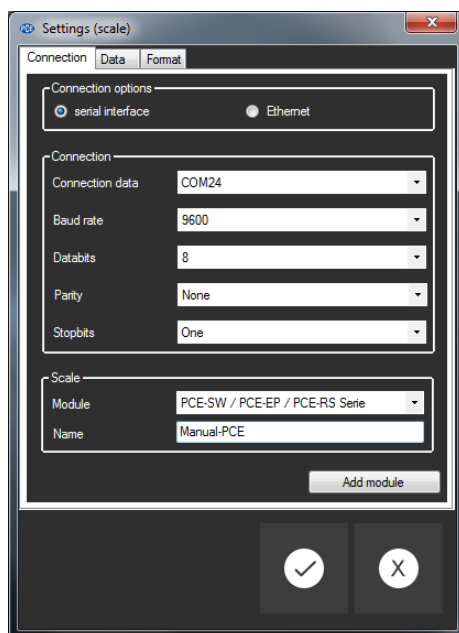 PCE Settings (scale) X
Connection Data Format
Connection options
serial interface Ethernet
Connection
Connection data COM24
Baud rate 9600
Databits 8
Parity None
Stopbits One
Scale
Module PCE-SW / PCE-EP / PCE-RS Serie
Name Manual-PCE
Add module
X